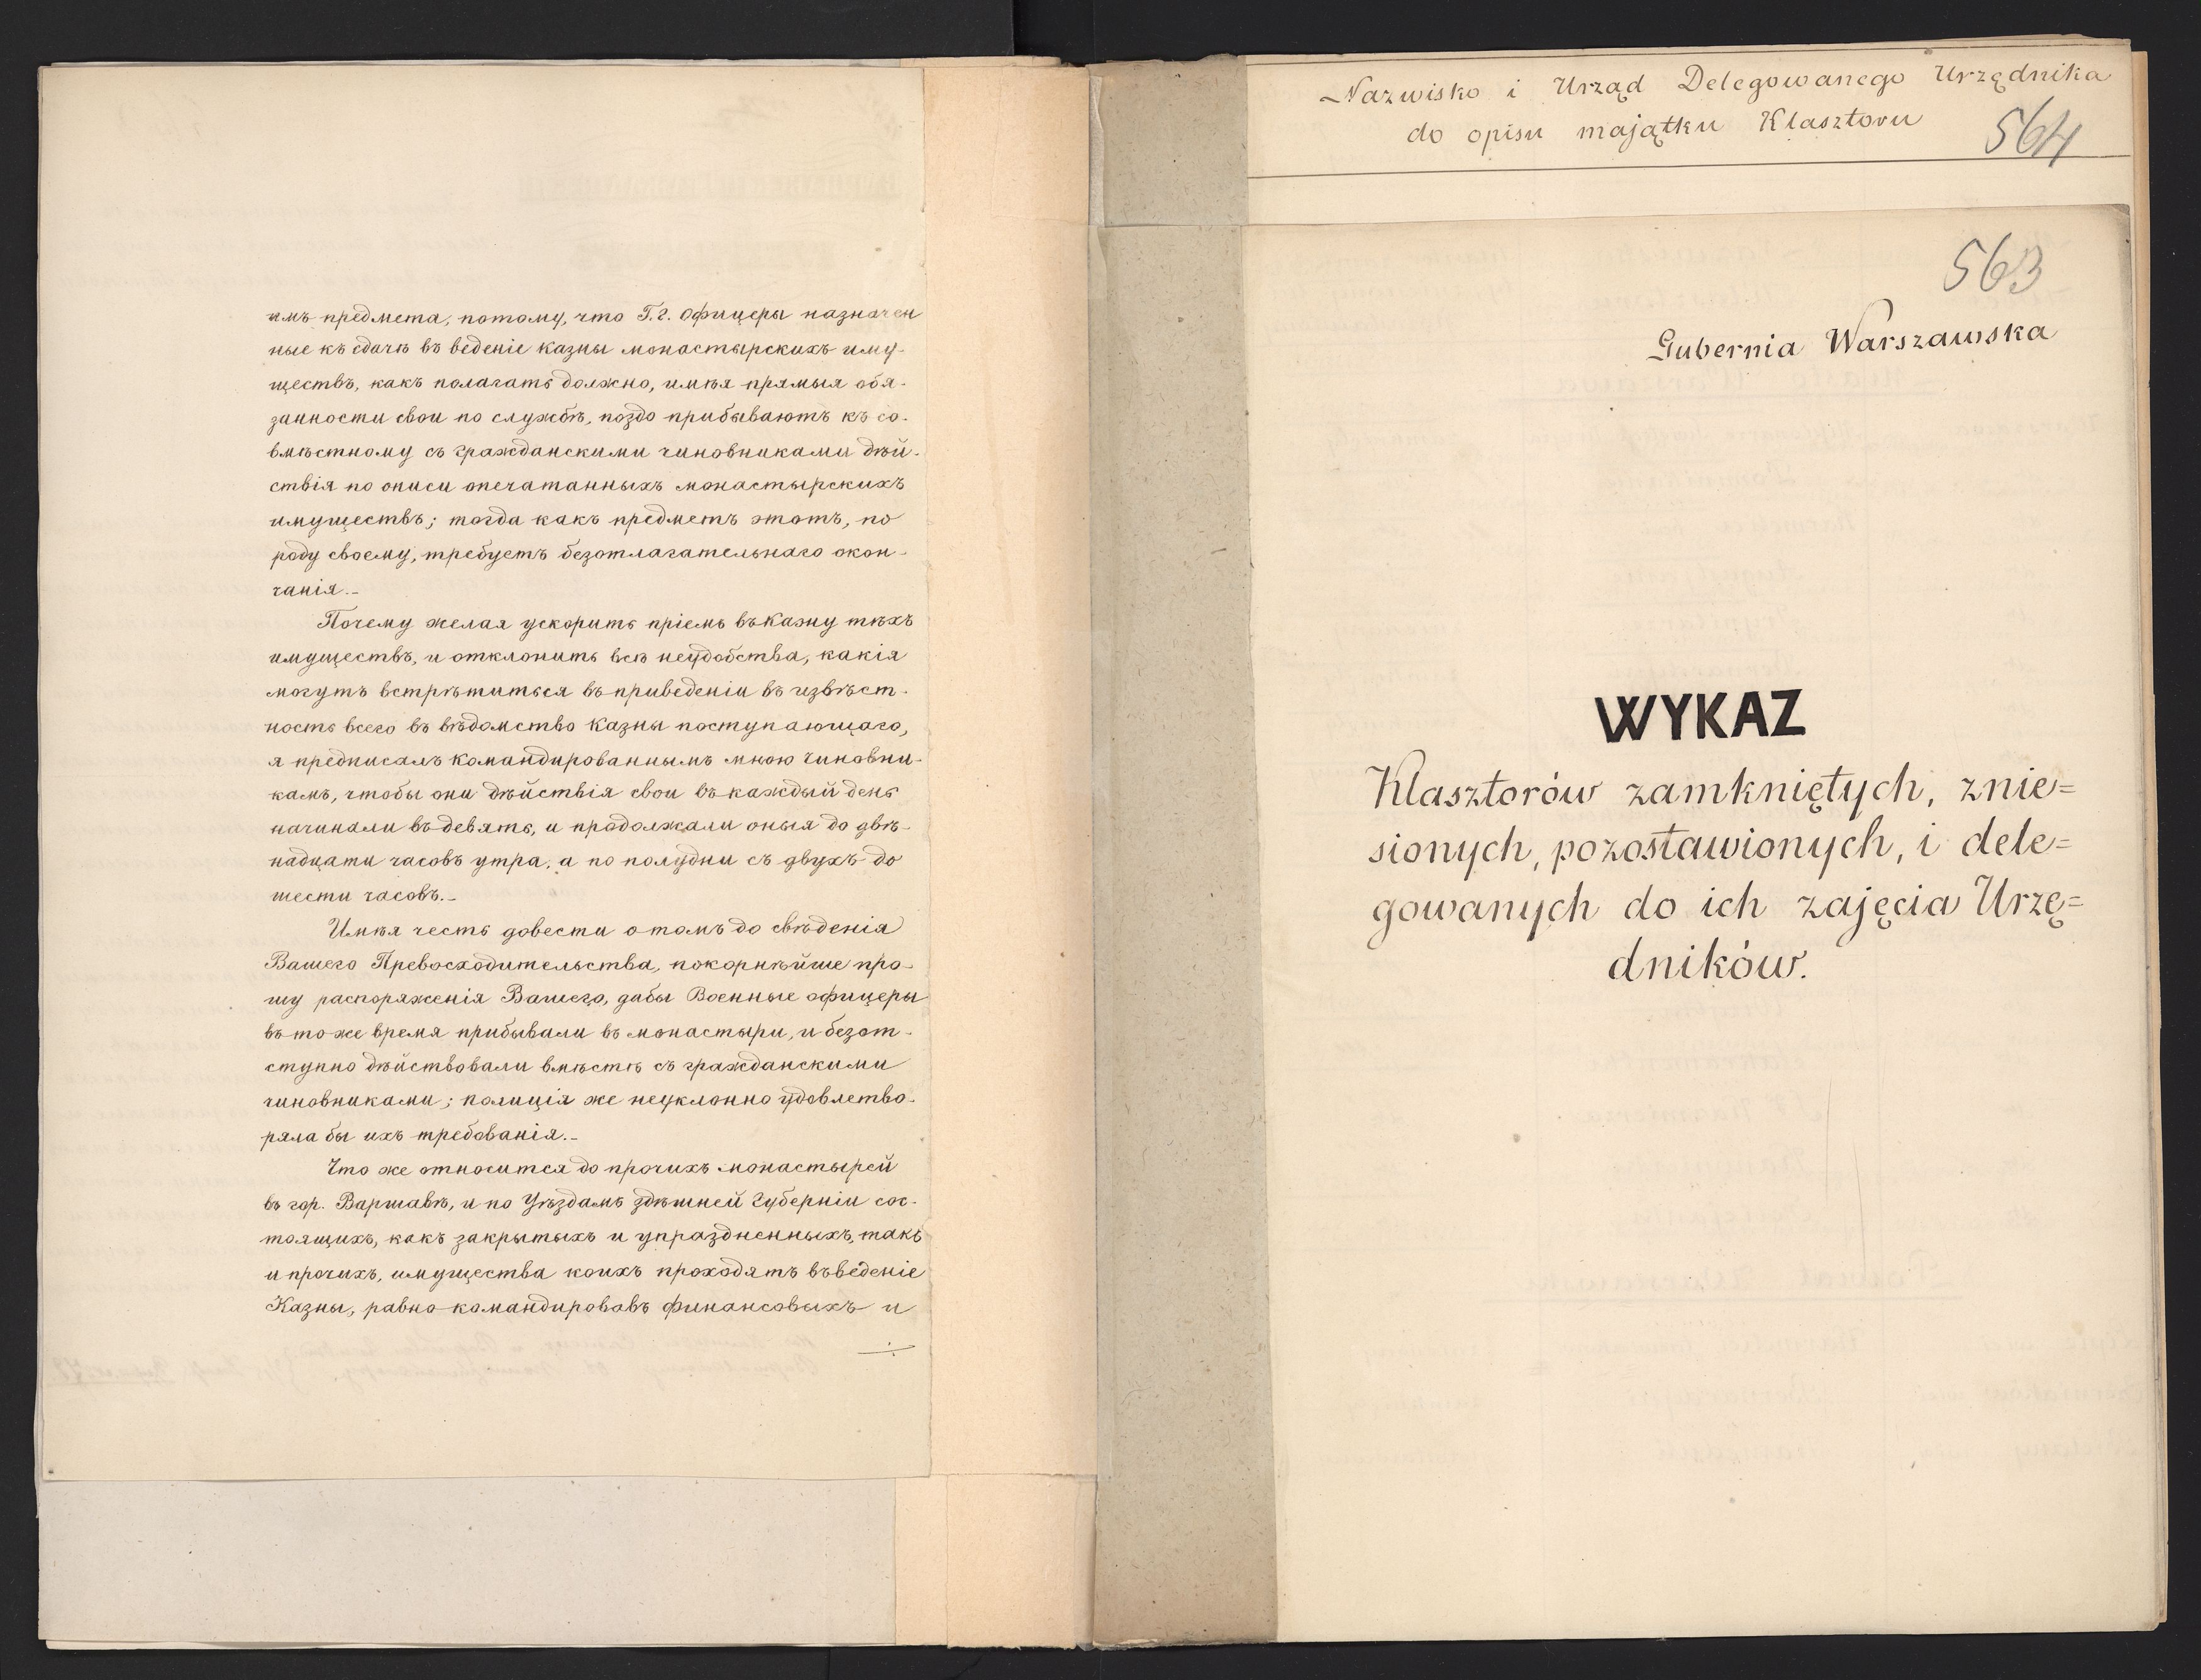 имъ предмета, потому, что Г.г. офицеры назначен
ные къ сдачѣ въ веденіе казны монастырскихъ иму-
ществъ, какъ полагать должно, имѣя прямыя обя-
занности свои по службѣ, поздо прибываютъ къ со-
вмѣстному съ гражданскими чиновниками дѣй-
ствія по описи опечатанныхъ монастырскихъ
имуществъ; тогда какъ предметъ этотъ, по
роду своему, требуетъ безотлагательнаго окон-
чанія.-
Почему желая ускорить пріемъ въ Казну тѣхъ
имуществъ, и отклонить всѣ неудобства, какія
могутъ встрѣтиться въ приведеніи въ извѣст-
ность всего въ вѣдомство Казны поступающаго,
я предписалъ командированнымъ мною чиновни-
камъ, чтобы они дѣйствія свои въ каждый день
начинали въ девять, и продолжали оныя до двѣ-
надцати часовъ утра, а по полудни съ двухъ до
шести часовъ.-
Имѣя честь довести о томъ до свѣденія
Вашего Превосходительства, покорнѣйше про-
шу распоряженія Вашего, дабы Военные офицеры
въ то же время прибывали въ монастыри, и безот-
ступно дѣйствовали вмѣстѣ съ гражданскими
чиновниками; полиція же неуклонно удовлетво-
ряла бы ихъ требованія.-
Что же относится до прочихъ монастырей
въ гор. Варшавѣ, и по Уѣздамъ здѣшней Губерніи сос-
тоящихъ, какъ закрытыхъ и упраздненныхъ, такъ
и прочихъ, имущества коихъ проходятъ въ веденіе
Казны, равно командировавъ финансовыхъ и
Nazwisko i Urząd Delegowanego Urzędnika
do opisu majątku Klasztoru
564
563
Gubernia Warszawska
WYKAZ
Klasztorów zamkniętych, znie=
sionych, pozostawionych, i dele=
gowanych do ich zajęcia Urzę=
dników.